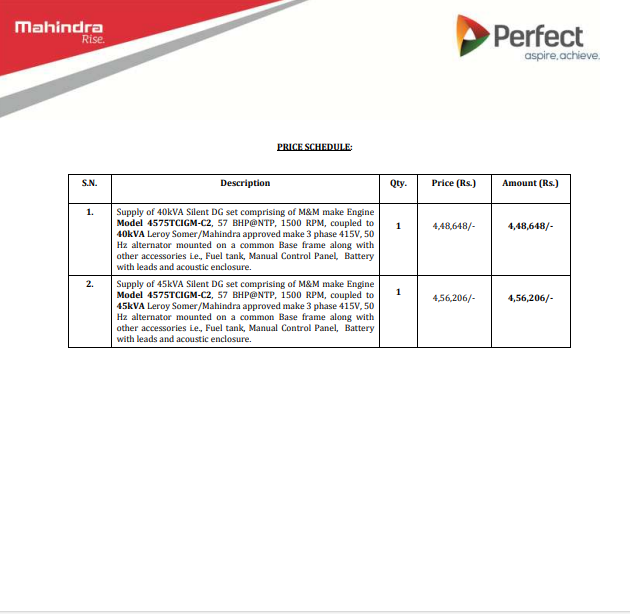 Mahindra
Rise.
Perfect
aspire, achieve.
PRICE SCHEDULE:
S.N. Description Qty. Price (Rs.) Amount (Rs.)
1. Supply of 40kVA Silent DG set comprising of M&M make Engine
Model 4575TCIGM-C2, 57 BHP@NTP, 1500 RPM, coupled to
40kVA Leroy Somer/Mahindra approved make 3 phase 415V, 50
Hz alternator mounted on a common Base frame along with
other accessories i.e., Fuel tank, Manual Control Panel, Battery
with leads and acoustic enclosure.
1 4,48,648/- 4,48,648/-
2. Supply of 45kVA Silent DG set comprising of M&M make Engine
Model 4575TCIGM-C2, 57 BHP@NTP, 1500 RPM, coupled to
45kVA Leroy Somer/Mahindra approved make 3 phase 415V, 50
Hz alternator mounted on a common Base frame along with
other accessories i.e., Fuel tank, Manual Control Panel, Battery
with leads and acoustic enclosure.
1 4,56,206/- 4,56,206/-